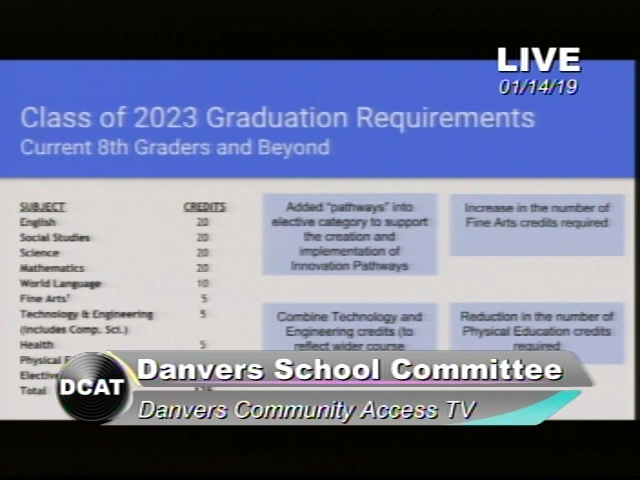 LIVE
01/14/19
Class of 2023 Graduation Requirements
Current 8th Graders and Beyond
SUBJECT CREDITS
English 20
Social Studies 20
Science 20
Mathematics 20
World Language 10
Fine Arts 5
Technology & Engineering 5
(includes Comp. Sci.)
Health 5
Physical
Total
Added "pathways" into
elective category to support
the creation and
implementation of
Innovation Pathways
Increase in the number of
Fine Arts credits required
Combine Technology and
Engineering credits (to
reflect wider course
Reduction in the number of
Physical Education credits
required
DCAT
Danvers School Committee
Danvers Community Access TV